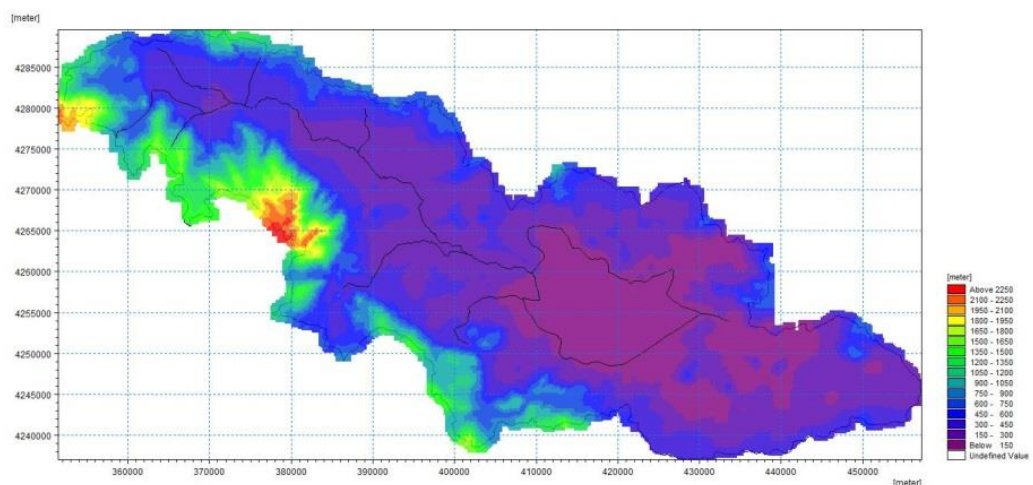 [meter]
4285000
4280000
4275000
4270000
4265000
4260000
4255000
4250000
4245000
4240000
360000 370000 380000 390000 400000 410000 420000 430000 440000 450000
[meter]
[meter]
Above 2250
2100 - 2250
1950 - 2100
1800 - 1950
1650 - 1800
1500 - 1650
1350 - 1500
1200 - 1350
1050 - 1200
900 - 1050
750 - 900
600 - 750
450 - 600
300 - 450
150 - 300
Below 150
Undefined Value